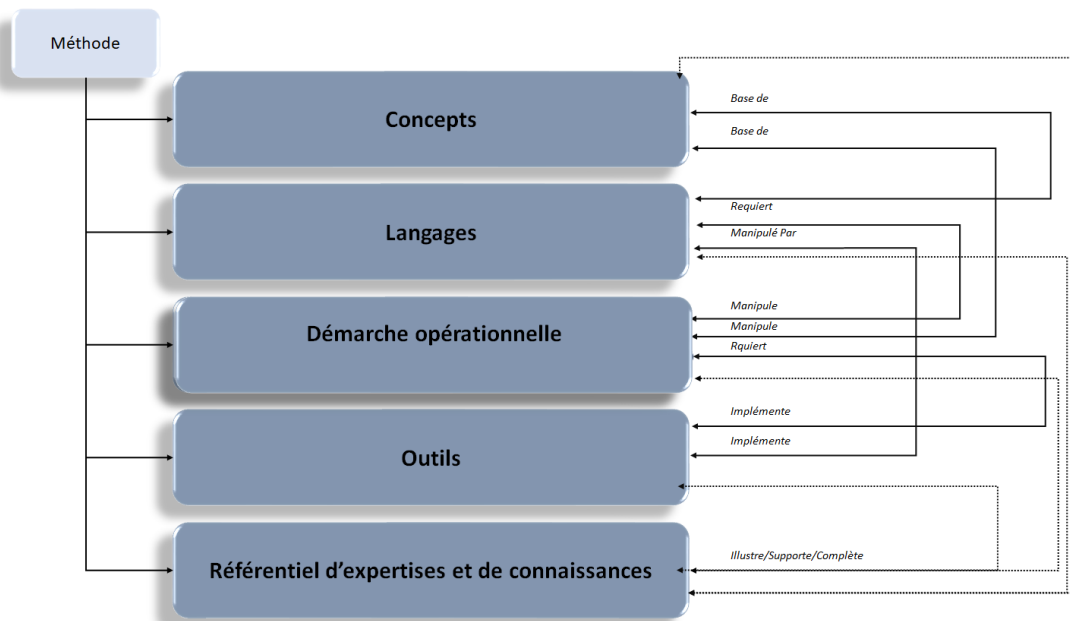 Méthode
Concepts
Base de
Base de
Langages
Requiert
Manipulé Par
Démarche opérationnelle
Manipule
Manipule
Rquiert
Outils
Implémente
Implémente
Référentiel d’expertises et de connaissances
Illustre/Supporte/Complète